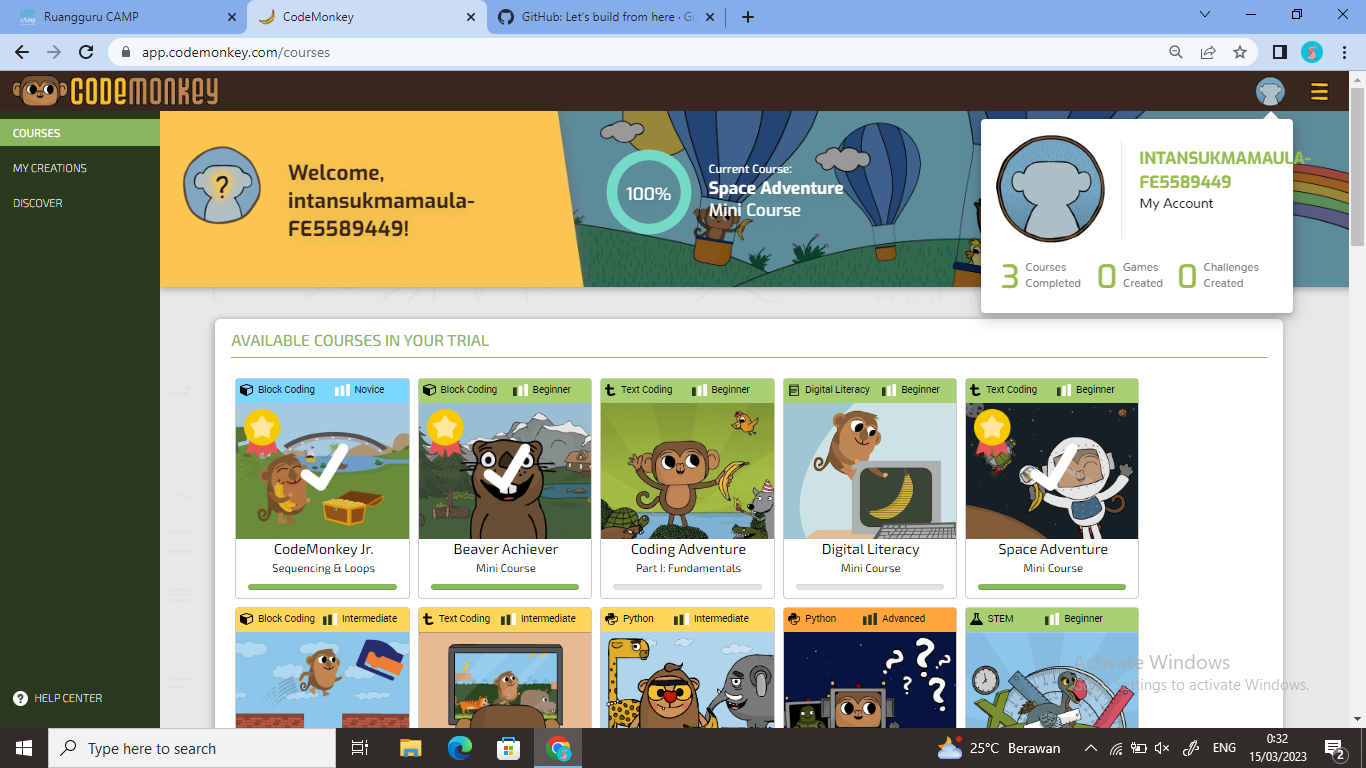 Ruangguru CAMP
CodeMonkey
GitHub: Let's build from here · Gi
app.codemonkey.com/courses
CODEMONKEY
COURSES
MY CREATIONS
DISCOVER
HELP CENTER
?
Welcome,
intansukmamaula-
FE5589449!
100%
Current Course:
Space Adventure
Mini Course
INTANSUKMAMAULA-
FE5589449
My Account
3 Courses Completed
0 Games Created
0 Challenges Created
AVAILABLE COURSES IN YOUR TRIAL
Block Coding Novice
CodeMonkey Jr.
Sequencing & Loops
Block Coding Beginner
Beaver Achiever
Mini Course
Text Coding Beginner
Coding Adventure
Part I: Fundamentals
Digital Literacy Beginner
Digital Literacy
Mini Course
Text Coding Beginner
Space Adventure
Mini Course
Block Coding Intermediate
Text Coding Intermediate
Python Intermediate
Python Advanced
? ? ? ?
STEM Beginner
Activate Windows
Go to Settings to activate Windows.
Type here to search
25°C Berawan
ENG
0:32
15/03/2023
2